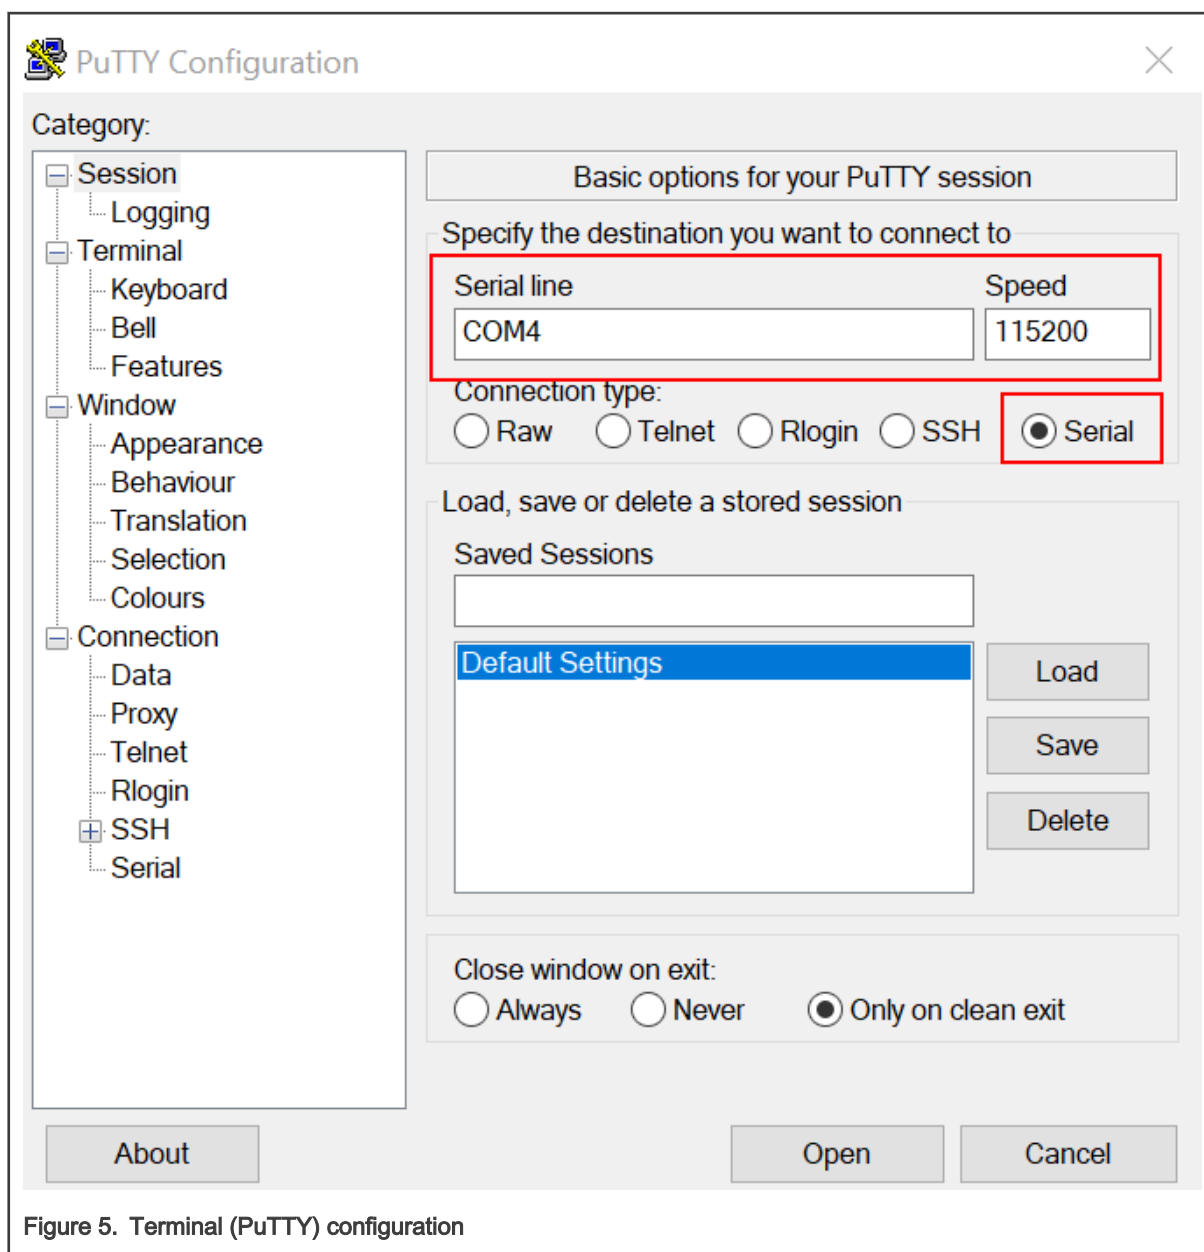 PuTTY Configuration
Category:
Session
Logging
Terminal
Keyboard
Bell
Features
Window
Appearance
Behaviour
Translation
Selection
Colours
Connection
Data
Proxy
Telnet
Rlogin
SSH
Serial
Basic options for your PuTTY session
Specify the destination you want to connect to
Serial line Speed
COM4 115200
Connection type:
Raw Telnet Rlogin SSH Serial
Load, save or delete a stored session
Saved Sessions
Default Settings
Load
Save
Delete
Close window on exit:
Always Never Only on clean exit
About Open Cancel
Figure 5. Terminal (PuTTY) configuration